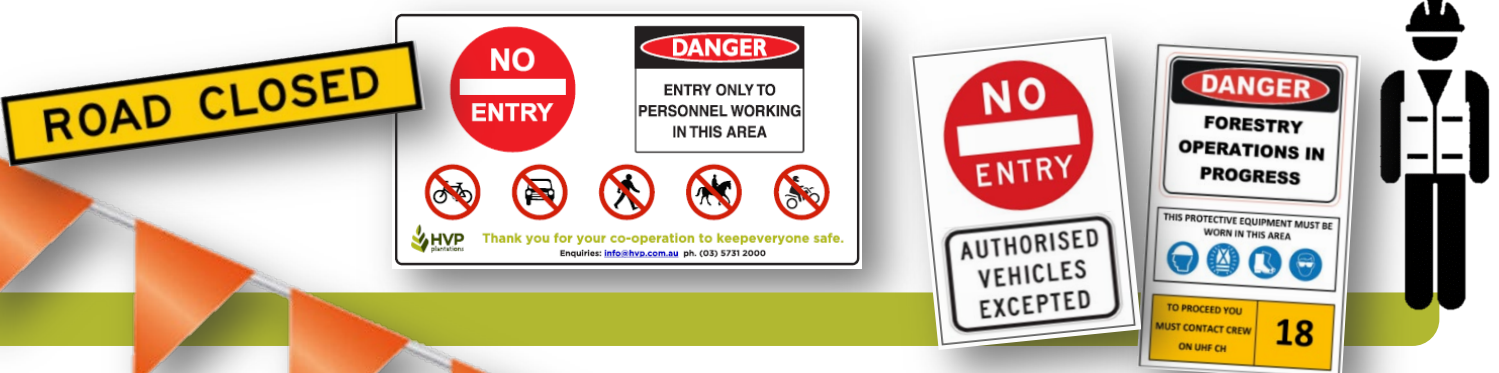 ROAD CLOSED
NO
ENTRY
DANGER
ENTRY ONLY TO
PERSONNEL WORKING
IN THIS AREA
HVP
plantations
Thank you for your co-operation to keepeveryone safe.
Enquiries: info@hvp.com.au ph. (03) 5731 2000
NO
ENTRY
AUTHORISED
VEHICLES
EXCEPTED
DANGER
FORESTRY
OPERATIONS IN
PROGRESS
THIS PROTECTIVE EQUIPMENT MUST BE
WORN IN THIS AREA
TO PROCEED YOU
MUST CONTACT CREW
ON UHF CH
18